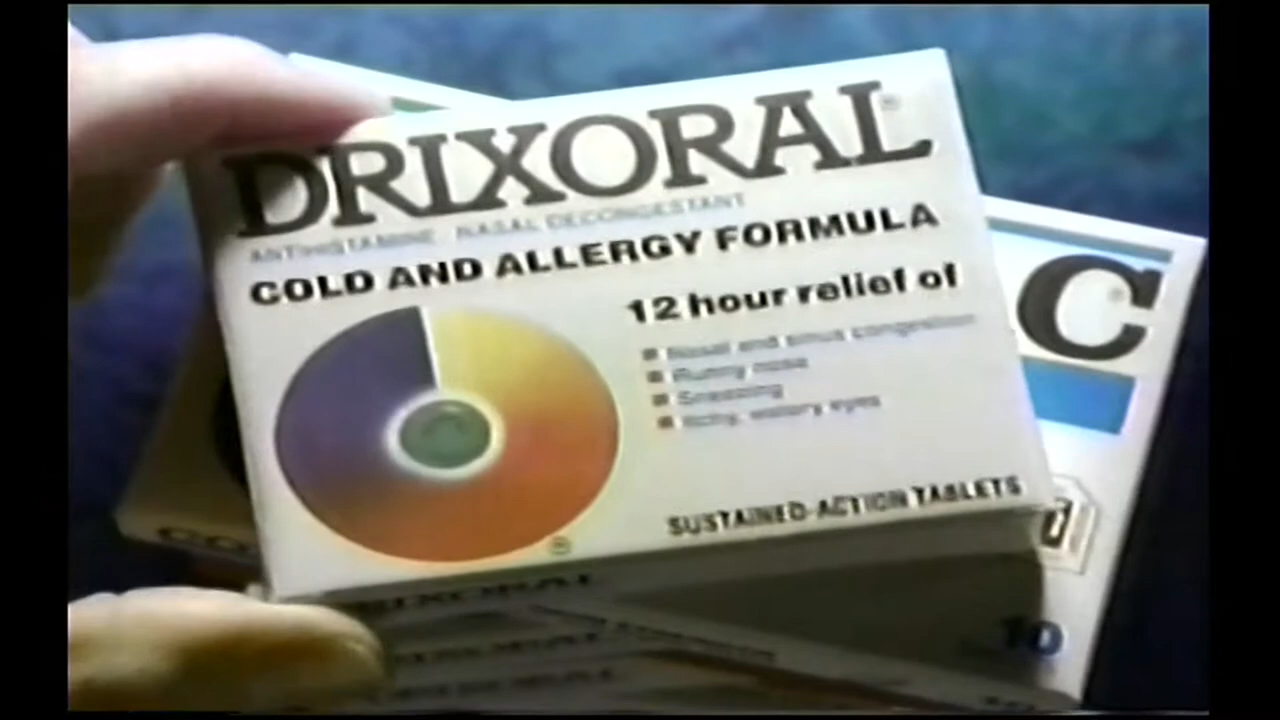 DRIXORAL®
ANTIHISTAMINE NASAL DECONGESTANT
COLD AND ALLERGY FORMULA
12 hour relief of
Nasal and sinus congestion
Runny nose
Sneezing
Itchy, watery eyes
SUSTAINED-ACTION TABLETS
C
10
DRIXORAL